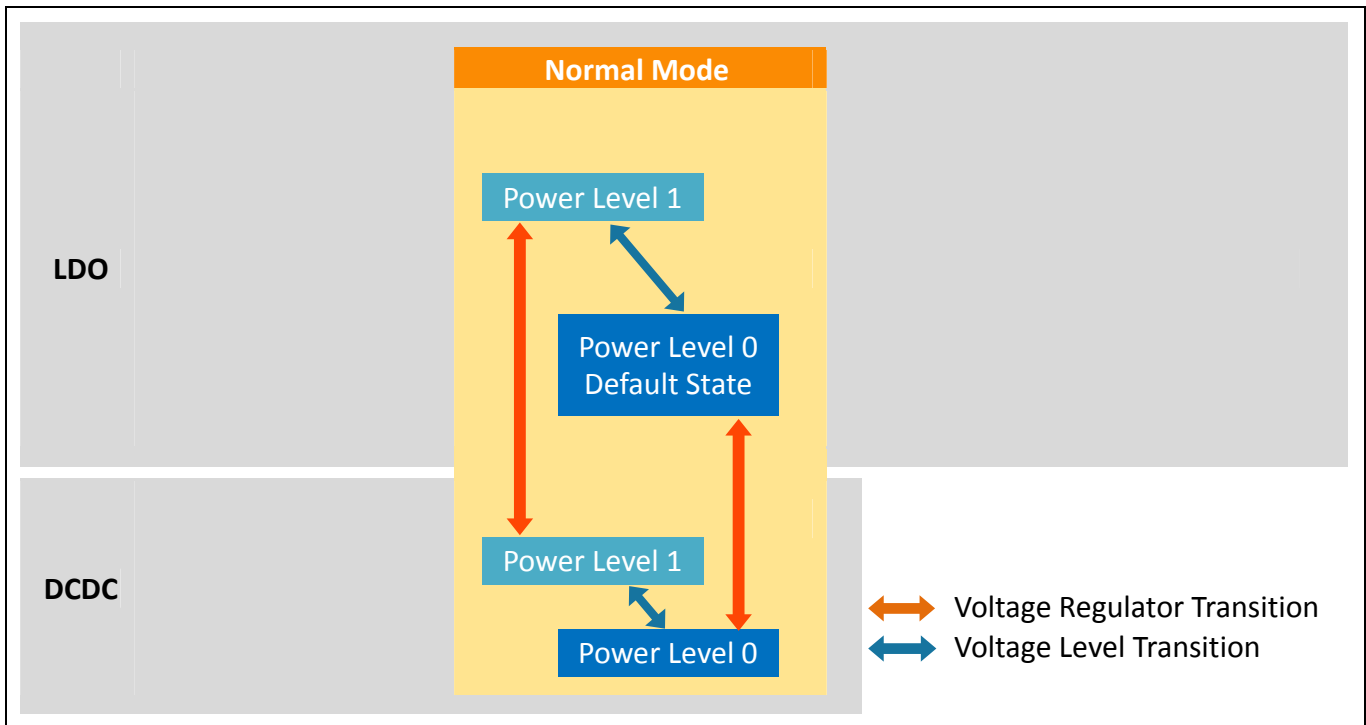 Normal Mode
Power Level 1
LDO
Power Level 0
Default State
Power Level 1
DCDC
Power Level 0
Voltage Regulator Transition
Voltage Level Transition